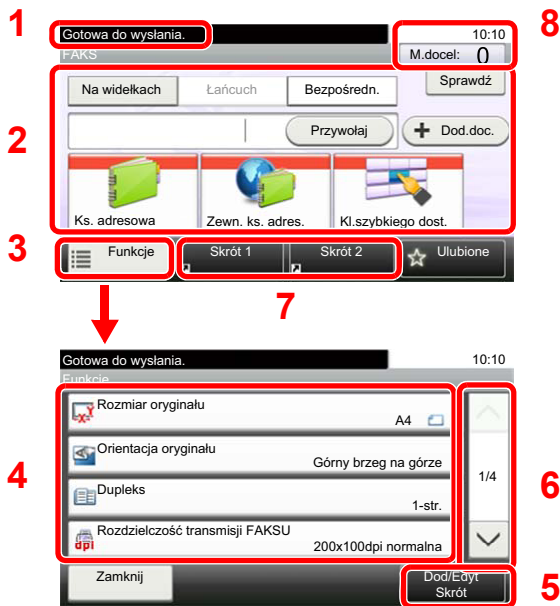 1
8
Gotowa do wysłania.
10:10
FAKS
M.docel: 0
Na widełkach
Łańcuch
Bezpośredn.
Sprawdź
2
Przywołaj
+ Dod.doc.
Ks. adresowa
Zewn. ks. adres.
Kl.szybkiego dost.
3
Funkcje
Skrót 1
Skrót 2
Ulubione
7
Gotowa do wysłania.
10:10
Funkcje
4
Rozmiar oryginału
A4
Orientacja oryginału
Górny brzeg na górze
Dupleks
1-str.
dpi
Rozdzielczość transmisji FAKSU
200x100dpi normalna
1/4
6
Zamknij
Dod/Edyt
Skrót
5